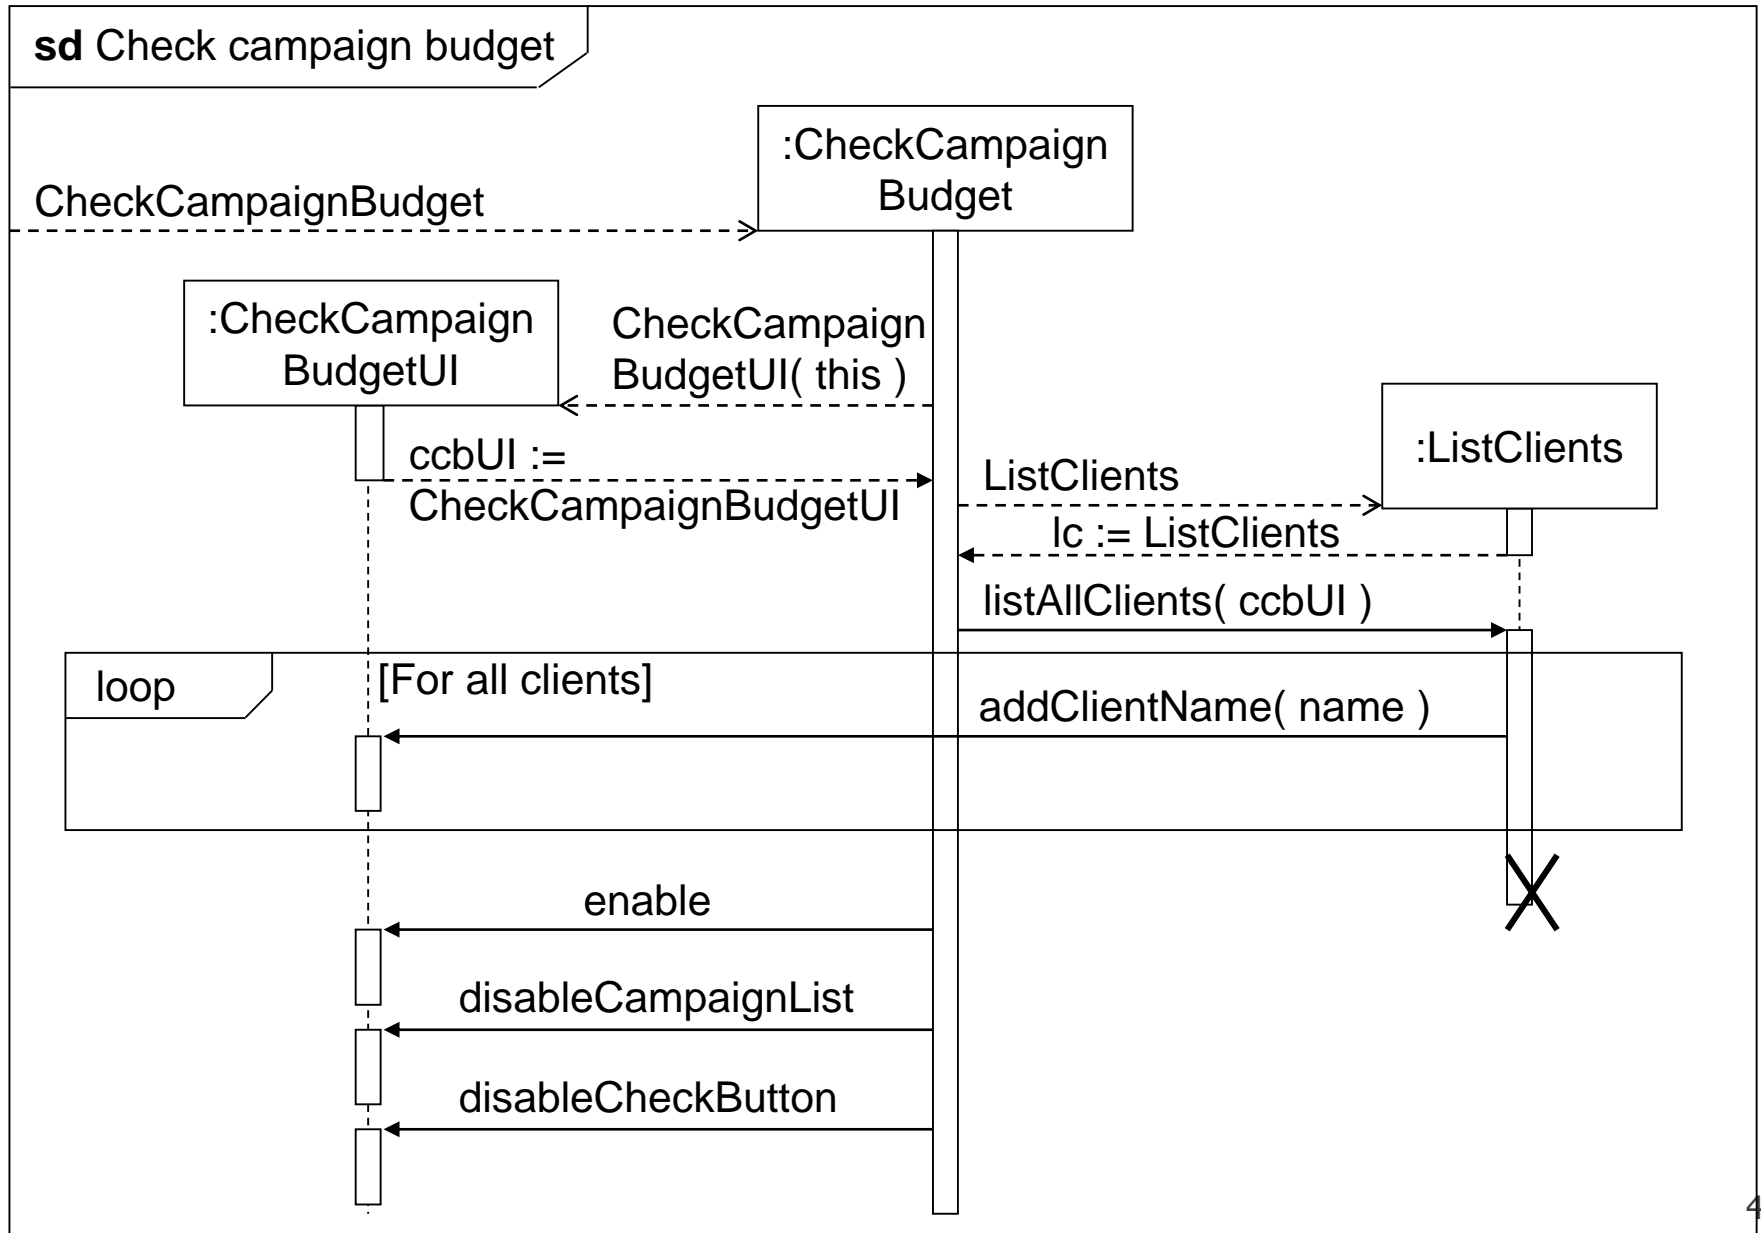 sd Check campaign budget
:CheckCampaign
Budget
CheckCampaignBudget
:CheckCampaign
BudgetUI
CheckCampaign
BudgetUI( this )
:ListClients
ccbUI :=
CheckCampaignBudgetUI
ListClients
lc := ListClients
listAllClients( ccbUI )
loop
[For all clients]
addClientName( name )
enable
disableCampaignList
disableCheckButton
4